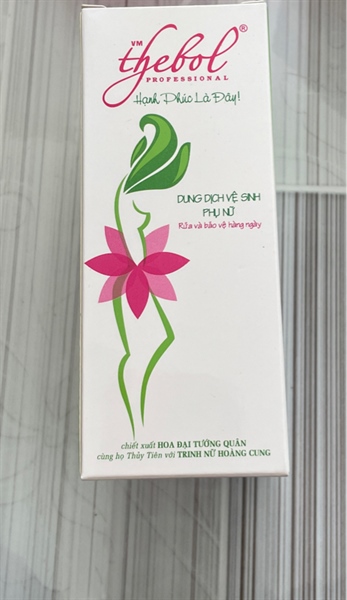 VM
thebol®
PROFESSIONAL
Hạnh Phúc Là Đây!
DUNG DỊCH VỆ SINH
PHỤ NỮ
Rửa và bảo vệ hàng ngày
chiết xuất HOA ĐẠI TƯỚNG QUÂN
cùng họ Thủy Tiên với TRINH NỮ HOÀNG CUNG